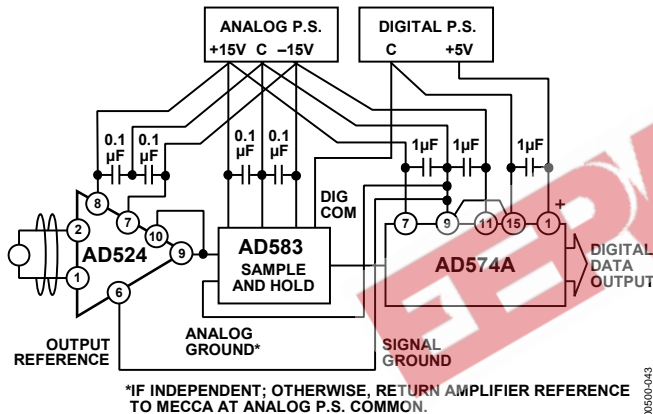 ANALOG P.S.
+15V C –15V
DIGITAL P.S.
C +5V
0.1 µF
0.1 µF
0.1 µF
0.1 µF
1µF
1µF
1µF
DIG COM
+
8
7
10
2
1
9
6
AD524
AD583
SAMPLE
AND HOLD
7
9
11
15
1
AD574A
DIGITAL
DATA
OUTPUT
OUTPUT
REFERENCE
ANALOG
GROUND*
SIGNAL
GROUND
*IF INDEPENDENT; OTHERWISE, RETURN AMPLIFIER REFERENCE
TO MECCA AT ANALOG P.S. COMMON.
00500-043